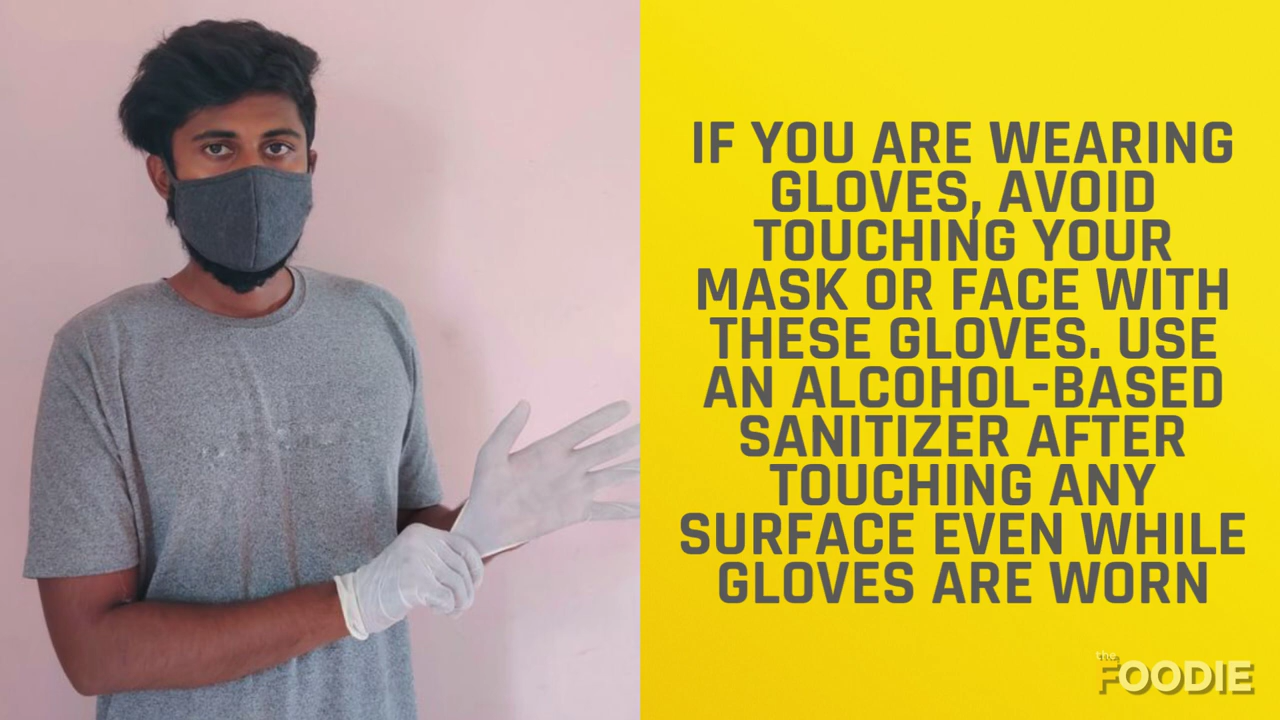 IF YOU ARE WEARING
GLOVES, AVOID
TOUCHING YOUR
MASK OR FACE WITH
THESE GLOVES. USE
AN ALCOHOL-BASED
SANITIZER AFTER
TOUCHING ANY
SURFACE EVEN WHILE
GLOVES ARE WORN
the
FOODIE